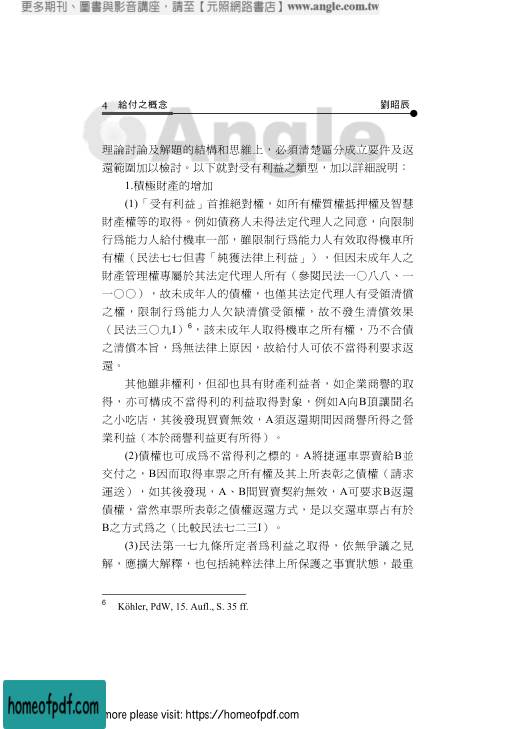 更多期刊、圖書與影音講座，請至【元照網路書店】www.angle.com.tw
4 給付之概念 劉昭辰
Angle
理論討論及解題的結構和思維上，必須清楚區分成立要件及返
還範圍加以檢討。以下就對受有利益之類型，加以詳細說明：
1.積極財產的增加
(1)「受有利益」首推絕對權，如所有權質權抵押權及智慧
財產權等的取得。例如債務人未得法定代理人之同意，向限制
行為能力人給付機車一部，雖限制行為能力人有效取得機車所
有權（民法七七但書「純獲法律上利益」），但因未成年人之
財產管理權專屬於其法定代理人所有（參閱民法一○八八、一
一○○），故未成年人的債權，也僅其法定代理人有受領清償
之權，限制行為能力人欠缺清償受領權，故不發生清償效果
（民法三○九I）6，該未成年人取得機車之所有權，乃不合債
之清償本旨，為無法律上原因，故給付人可依不當得利要求返
還。
其他雖非權利，但卻也具有財產利益者，如企業商譽的取
得，亦可構成不當得利的利益取得對象，例如A向B頂讓聞名
之小吃店，其後發現買賣無效，A須返還期間因商譽所得之營
業利益（本於商譽利益更有所得）。
(2)債權也可成為不當得利之標的。A將捷運車票賣給B並
交付之，B因而取得車票之所有權及其上所表彰之債權（請求
運送），如其後發現，A、B間買賣契約無效，A可要求B返還
債權，當然車票所表彰之債權返還方式，是以交還車票占有於
B之方式為之（比較民法七二三I）。
(3)民法第一七九條所定者為利益之取得，依無爭議之見
解，應擴大解釋，也包括純粹法律上所保護之事實狀態，最重
6 Köhler, PdW, 15. Aufl., S. 35 ff.
homeofpdf.com
more please visit: https://homeofpdf.com